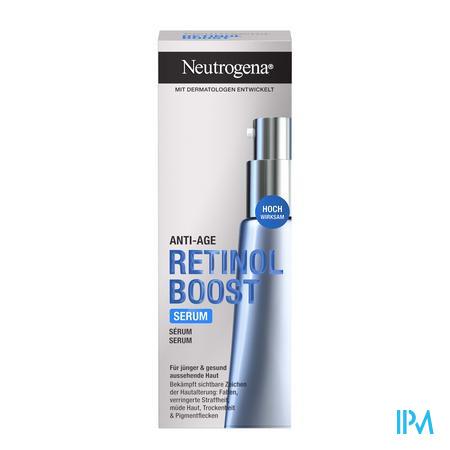 Neutrogena®
MIT DERMATOLOGEN ENTWICKELT
HOCH
WIRKSAM
ANTI-AGE
RETINOL
BOOST
SERUM
SÉRUM
SERUM
Für jünger & gesund
aussehende Haut
Bekämpft sichtbare Zeichen
der Hautalterung: Falten,
verringerte Straffheit,
müde Haut, Trockenheit
& Pigmentflecken
IPM